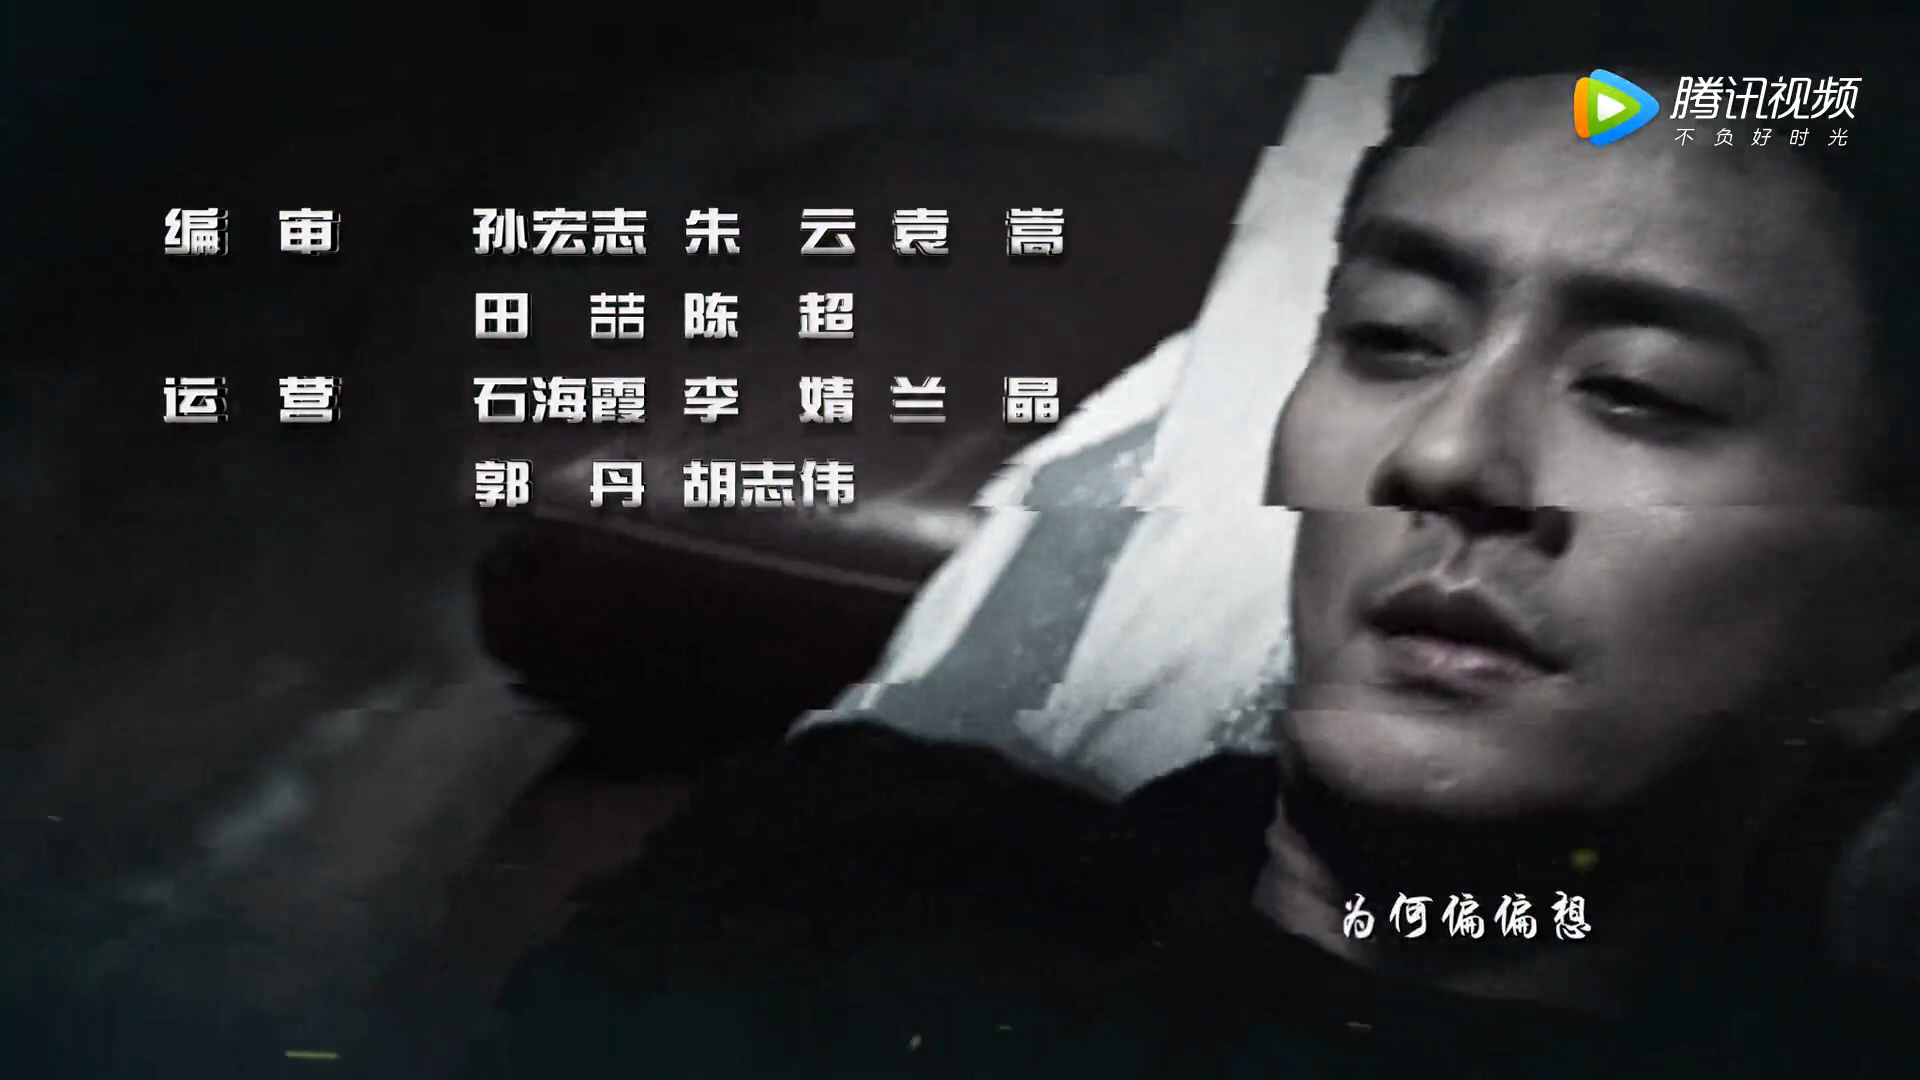 腾讯视频
不负好时光
编 审 孙宏志 朱 云 袁 嵩
田 喆 陈 超
运 营 石海霞 李 婧 兰 晶
郭 丹 胡志伟
为何偏偏想